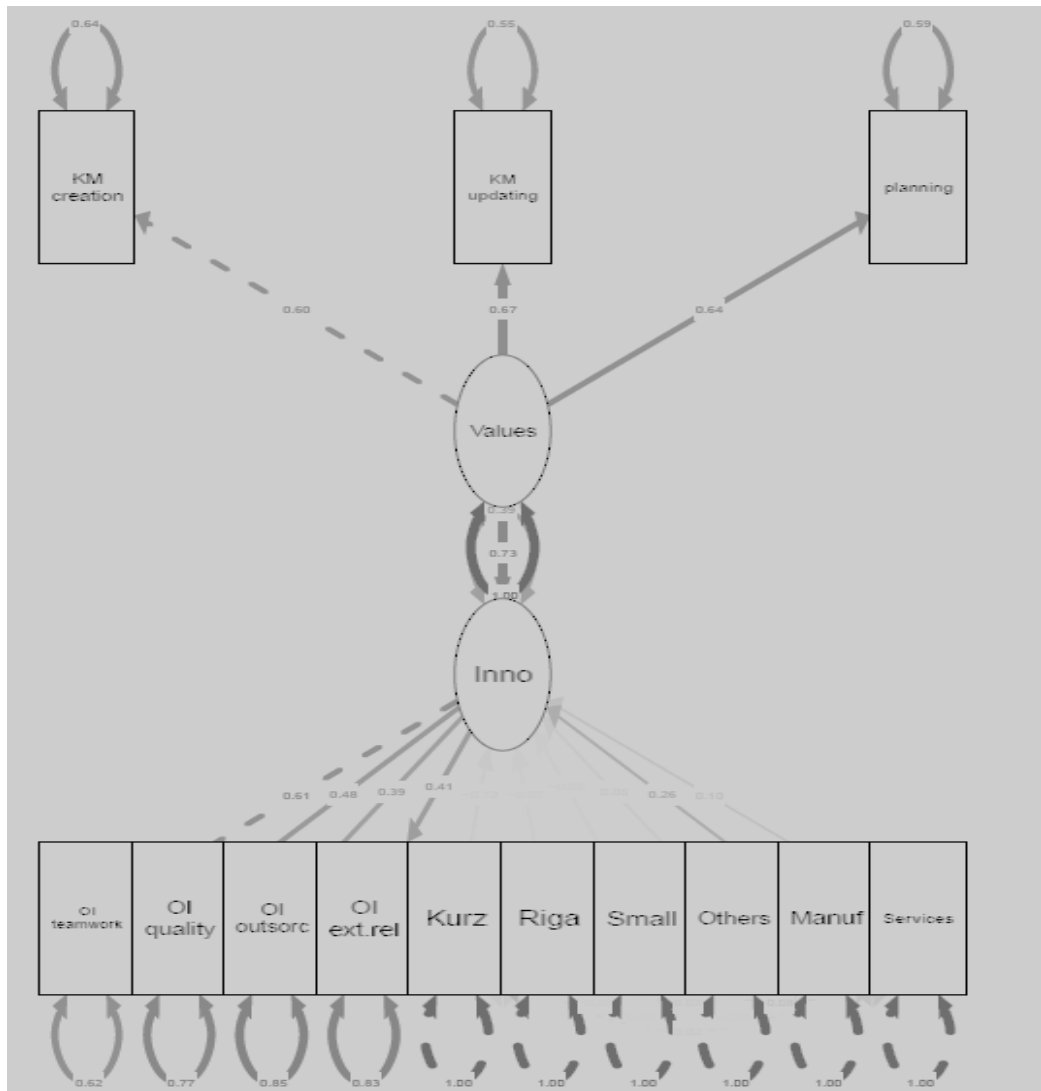 0.64
0.55
0.59
KM
creation
KM
updating
planning
0.60
0.67
0.64
Values
0.39
0.73
1.00
Inno
0.61
0.48
0.39
0.41
0.26
0.10
OI
teamwork
OI
quality
OI
outsorc
OI
ext.rel
Kurz
Riga
Small
Others
Manuf
Services
0.62
0.77
0.85
0.83
1.00
1.00
1.00
1.00
1.00
1.00